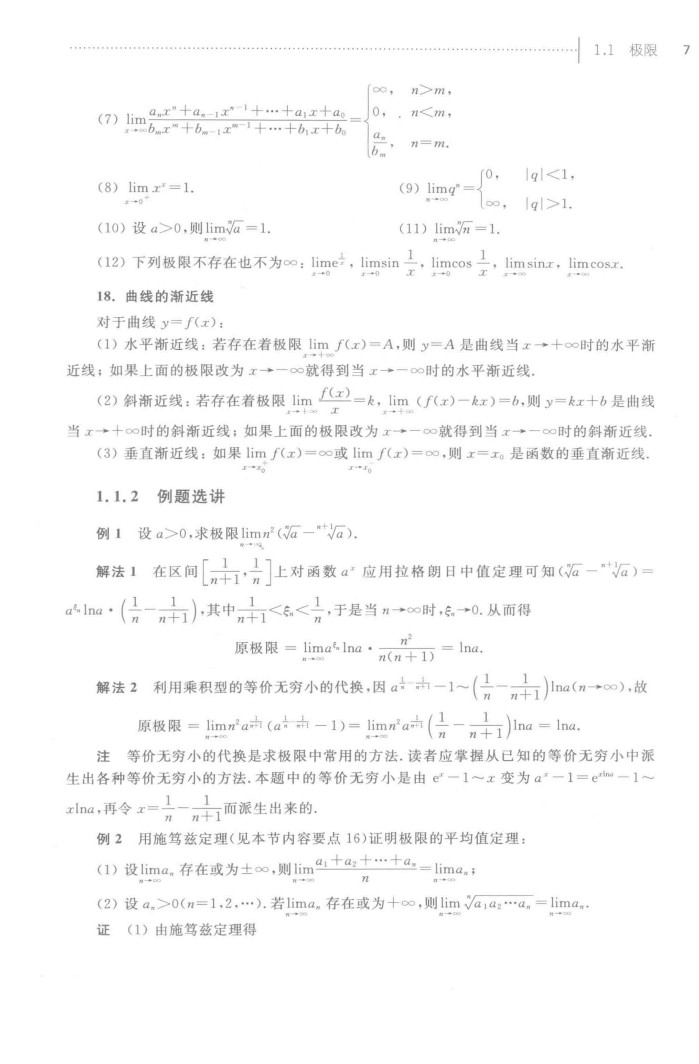 1.1 极限 7
(7) $\lim\limits_{x\to\infty}\dfrac{a_nx^n+a_{n-1}x^{n-1}+\cdots+a_1x+a_0}{b_mx^m+b_{m-1}x^{m-1}+\cdots+b_1x+b_0}=\begin{cases}\infty, & n>m,\\ 0, & n<m,\\ \dfrac{a_n}{b_m}, & n=m.\end{cases}$
(8) $\lim\limits_{x\to0^+}x^x=1.$ (9) $\lim\limits_{n\to\infty}q^n=\begin{cases}0, & |q|<1,\\ \infty, & |q|>1.\end{cases}$
(10) 设 $a>0$,则$\lim\limits_{n\to\infty}\sqrt[n]{a}=1.$ (11) $\lim\limits_{n\to\infty}\sqrt[n]{n}=1.$
(12) 下列极限不存在也不为∞: $\lim\limits_{x\to0}e^{\frac{1}{x}}$, $\lim\limits_{x\to0}\sin\dfrac{1}{x}$, $\lim\limits_{x\to0}\cos\dfrac{1}{x}$, $\lim\limits_{x\to\infty}\sin x$, $\lim\limits_{x\to\infty}\cos x$.
18. 曲线的渐近线
对于曲线 $y=f(x)$:
(1) 水平渐近线:若存在着极限 $\lim\limits_{x\to+\infty}f(x)=A$,则 $y=A$ 是曲线当 $x\to+\infty$时的水平渐
近线;如果上面的极限改为 $x\to-\infty$就得到当 $x\to-\infty$时的水平渐近线.
(2) 斜渐近线:若存在着极限 $\lim\limits_{x\to+\infty}\dfrac{f(x)}{x}=k$, $\lim\limits_{x\to+\infty}(f(x)-kx)=b$,则 $y=kx+b$ 是曲线
当 $x\to+\infty$时的斜渐近线;如果上面的极限改为 $x\to-\infty$就得到当 $x\to-\infty$时的斜渐近线.
(3) 垂直渐近线:如果 $\lim\limits_{x\to x_0^+}f(x)=\infty$或 $\lim\limits_{x\to x_0^-}f(x)=\infty$,则 $x=x_0$ 是函数的垂直渐近线.
1.1.2 例题选讲
例 1 设 $a>0$,求极限$\lim\limits_{n\to\infty}n^2(\sqrt[n]{a}-\sqrt[n+1]{a})$.
解法 1 在区间$\left[\dfrac{1}{n+1},\dfrac{1}{n}\right]$上对函数 $a^x$ 应用拉格朗日中值定理可知$(\sqrt[n]{a}-\sqrt[n+1]{a})=$
$a^{\xi_n}\ln a\cdot\left(\dfrac{1}{n}-\dfrac{1}{n+1}\right)$,其中$\dfrac{1}{n+1}<\xi_n<\dfrac{1}{n}$,于是当 $n\to\infty$时,$\xi_n\to0$.从而得
原极限 $=\lim\limits_{n\to\infty}a^{\xi_n}\ln a\cdot\dfrac{n^2}{n(n+1)}=\ln a.$
解法 2 利用乘积型的等价无穷小的代换,因 $a^{\frac{1}{n}-\frac{1}{n+1}}-1\sim\left(\dfrac{1}{n}-\dfrac{1}{n+1}\right)\ln a(n\to\infty)$,故
原极限 $=\lim\limits_{n\to\infty}n^2a^{\frac{1}{n+1}}(a^{\frac{1}{n}-\frac{1}{n+1}}-1)=\lim\limits_{n\to\infty}n^2a^{\frac{1}{n+1}}\left(\dfrac{1}{n}-\dfrac{1}{n+1}\right)\ln a=\ln a.$
注 等价无穷小的代换是求极限中常用的方法.读者应掌握从已知的等价无穷小中派
生出各种等价无穷小的方法.本题中的等价无穷小是由 $e^x-1\sim x$ 变为 $a^x-1=e^{x\ln a}-1\sim$
$x\ln a$,再令 $x=\dfrac{1}{n}-\dfrac{1}{n+1}$而派生出来的.
例 2 用施笃兹定理(见本节内容要点 16)证明极限的平均值定理:
(1) 设$\lim\limits_{n\to\infty}a_n$ 存在或为±∞,则$\lim\limits_{n\to\infty}\dfrac{a_1+a_2+\cdots+a_n}{n}=\lim\limits_{n\to\infty}a_n$;
(2) 设 $a_n>0(n=1,2,\cdots)$.若$\lim\limits_{n\to\infty}a_n$ 存在或为+∞,则$\lim\limits_{n\to\infty}\sqrt[n]{a_1a_2\cdots a_n}=\lim\limits_{n\to\infty}a_n$.
证 (1) 由施笃兹定理得